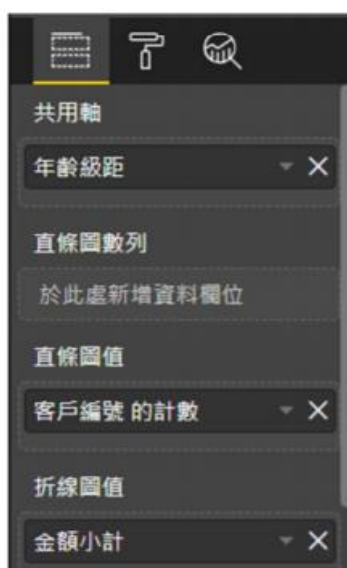 共用軸
年齡級距
直條圖數列
於此處新增資料欄位
直條圖值
客戶編號 的計數
折線圖值
金額小計